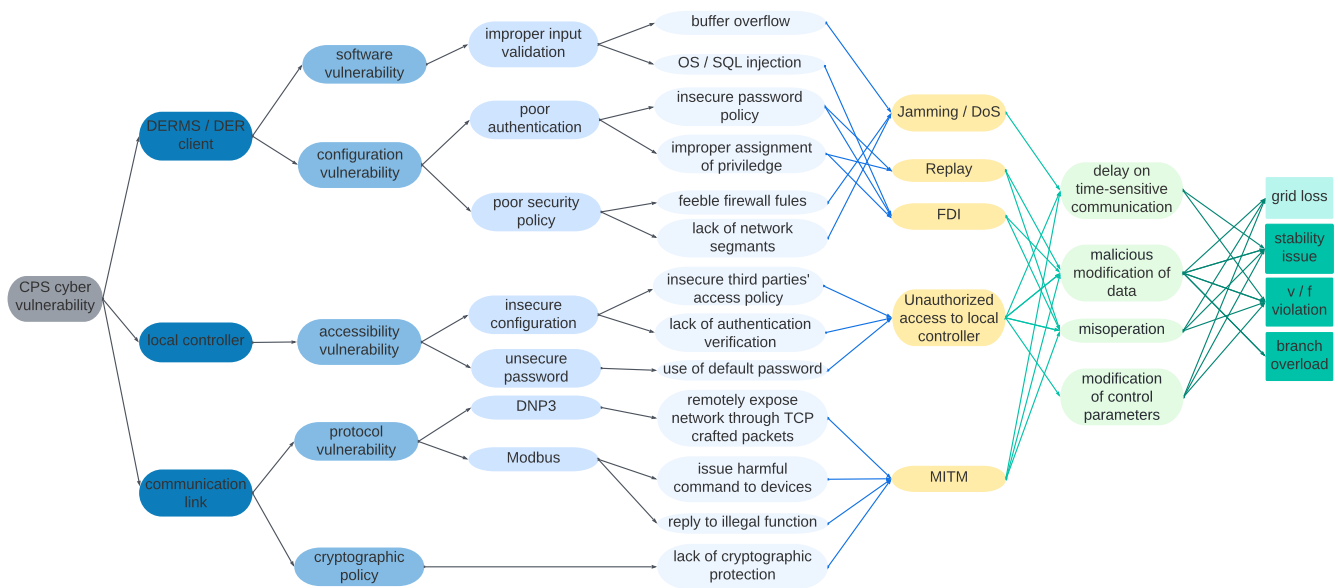 CPS cyber
vulnerability
DERMS / DER
client
local controller
communication
link
software
vulnerability
configuration
vulnerability
accessibility
vulnerability
protocol
vulnerability
cryptographic
policy
improper input
validation
poor
authentication
poor security
policy
insecure
configuration
unsecure
password
DNP3
Modbus
buffer overflow
OS / SQL injection
insecure password
policy
improper assignment
of priviledge
feeble firewall fules
lack of network
segmants
insecure third parties'
access policy
lack of authentication
verification
use of default password
remotely expose
network through TCP
crafted packets
issue harmful
command to devices
reply to illegal function
lack of cryptographic
protection
Jamming / DoS
Replay
FDI
Unauthorized
access to local
controller
MITM
delay on
time-sensitive
communication
malicious
modification of
data
misoperation
modification
of control
parameters
grid loss
stability
issue
v / f
violation
branch
overload